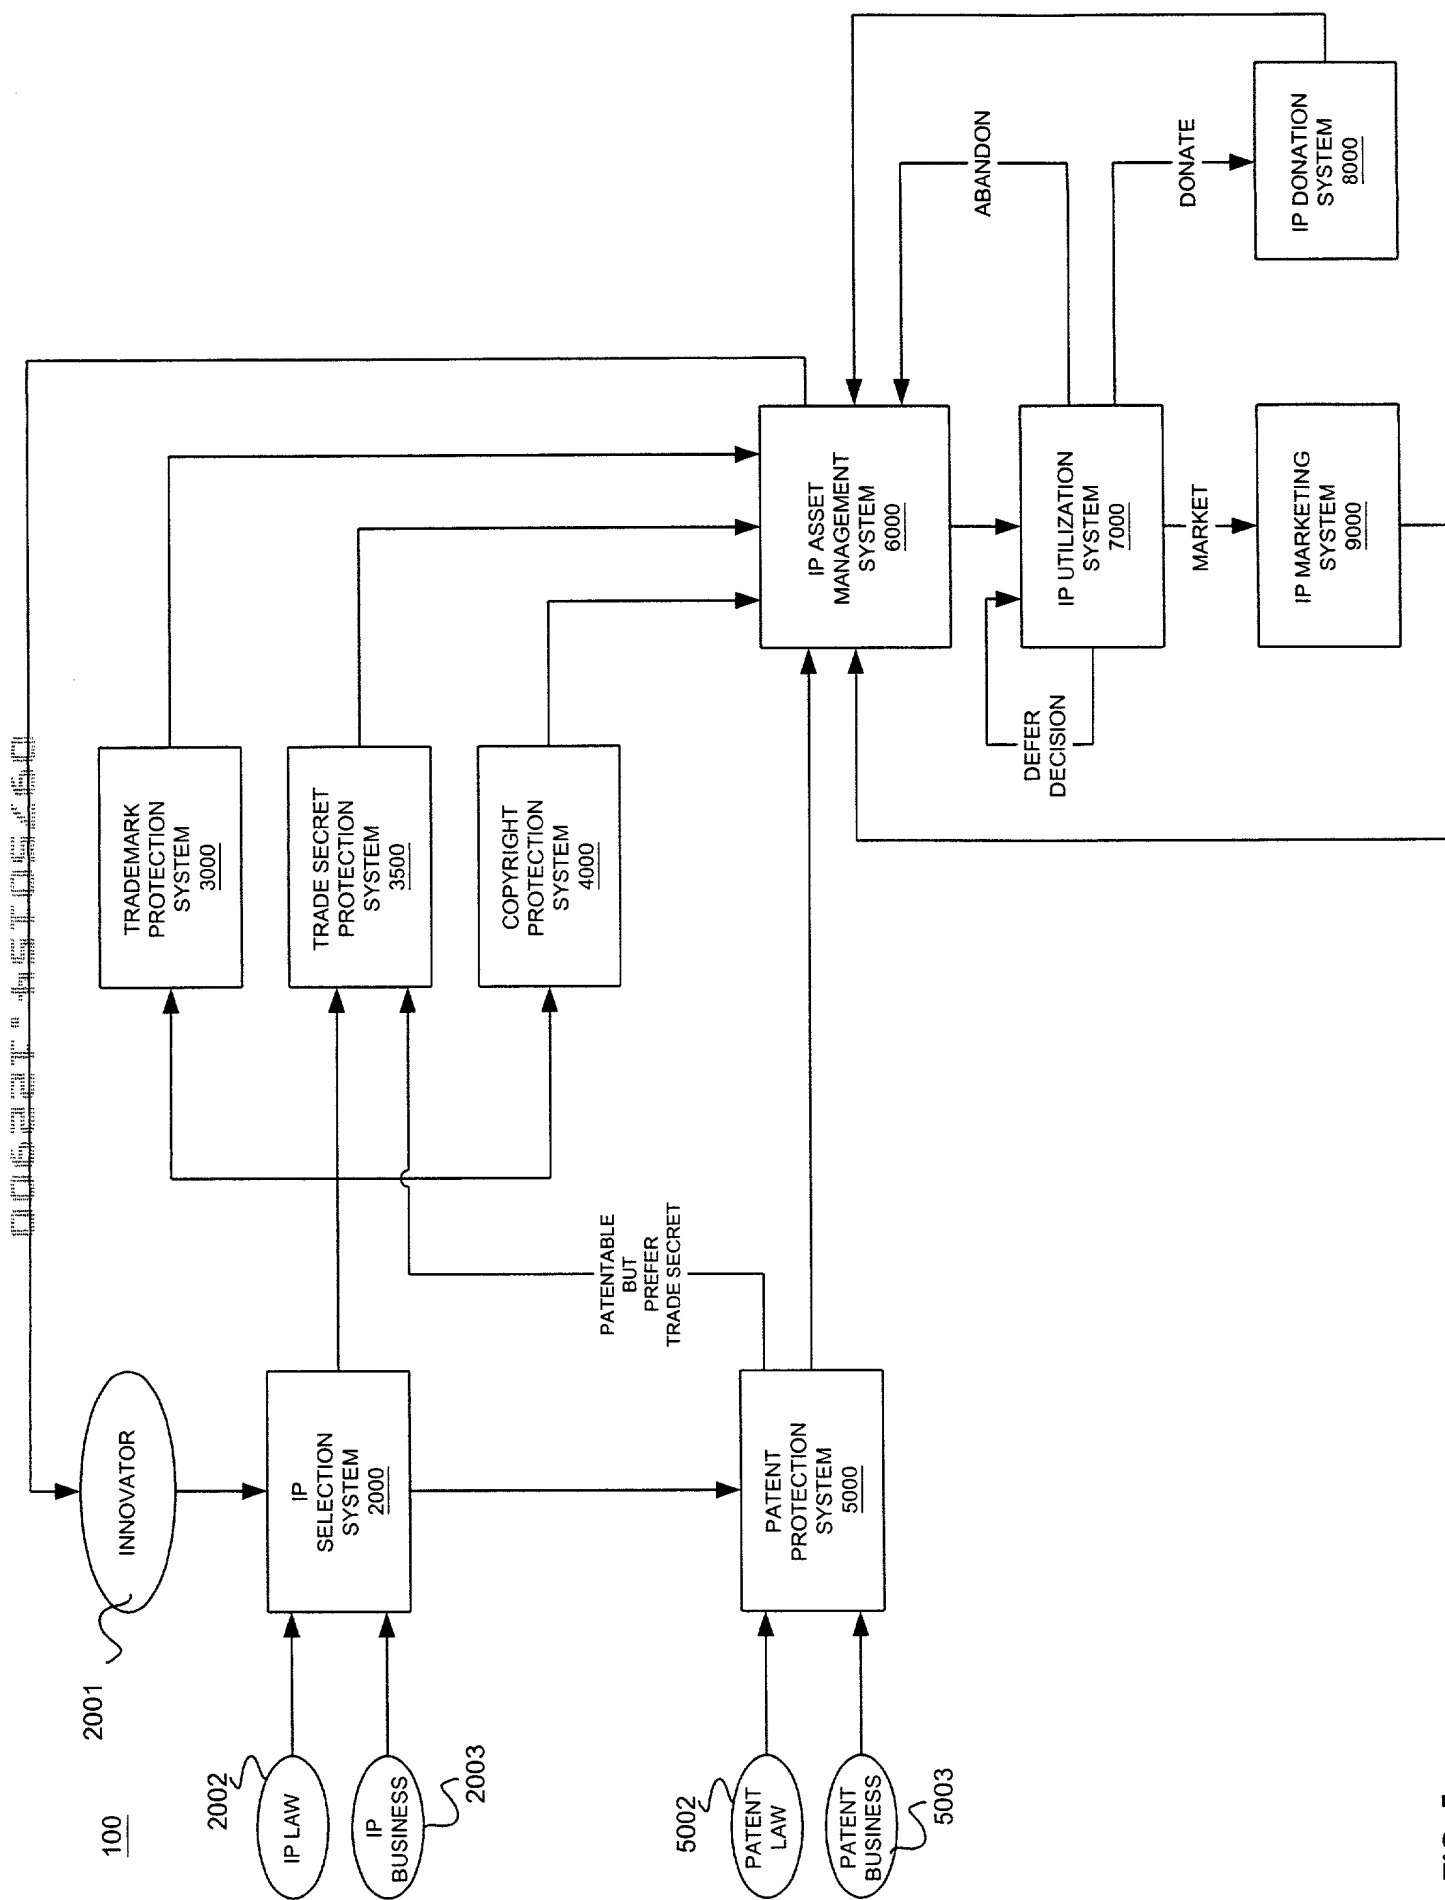 100
2001
INNOVATOR
2002
IP LAW
IP
BUSINESS
2003
IP
SELECTION
SYSTEM
2000
TRADEMARK
PROTECTION
SYSTEM
3000
TRADE SECRET
PROTECTION
SYSTEM
3500
COPYRIGHT
PROTECTION
SYSTEM
4000
PATENTABLE
BUT
PREFER
TRADE SECRET
5002
PATENT
LAW
PATENT
BUSINESS
5003
PATENT
PROTECTION
SYSTEM
5000
IP ASSET
MANAGEMENT
SYSTEM
6000
ABANDON
DEFER
DECISION
IP UTILIZATION
SYSTEM
7000
MARKET
DONATE
IP MARKETING
SYSTEM
9000
IP DONATION
SYSTEM
8000